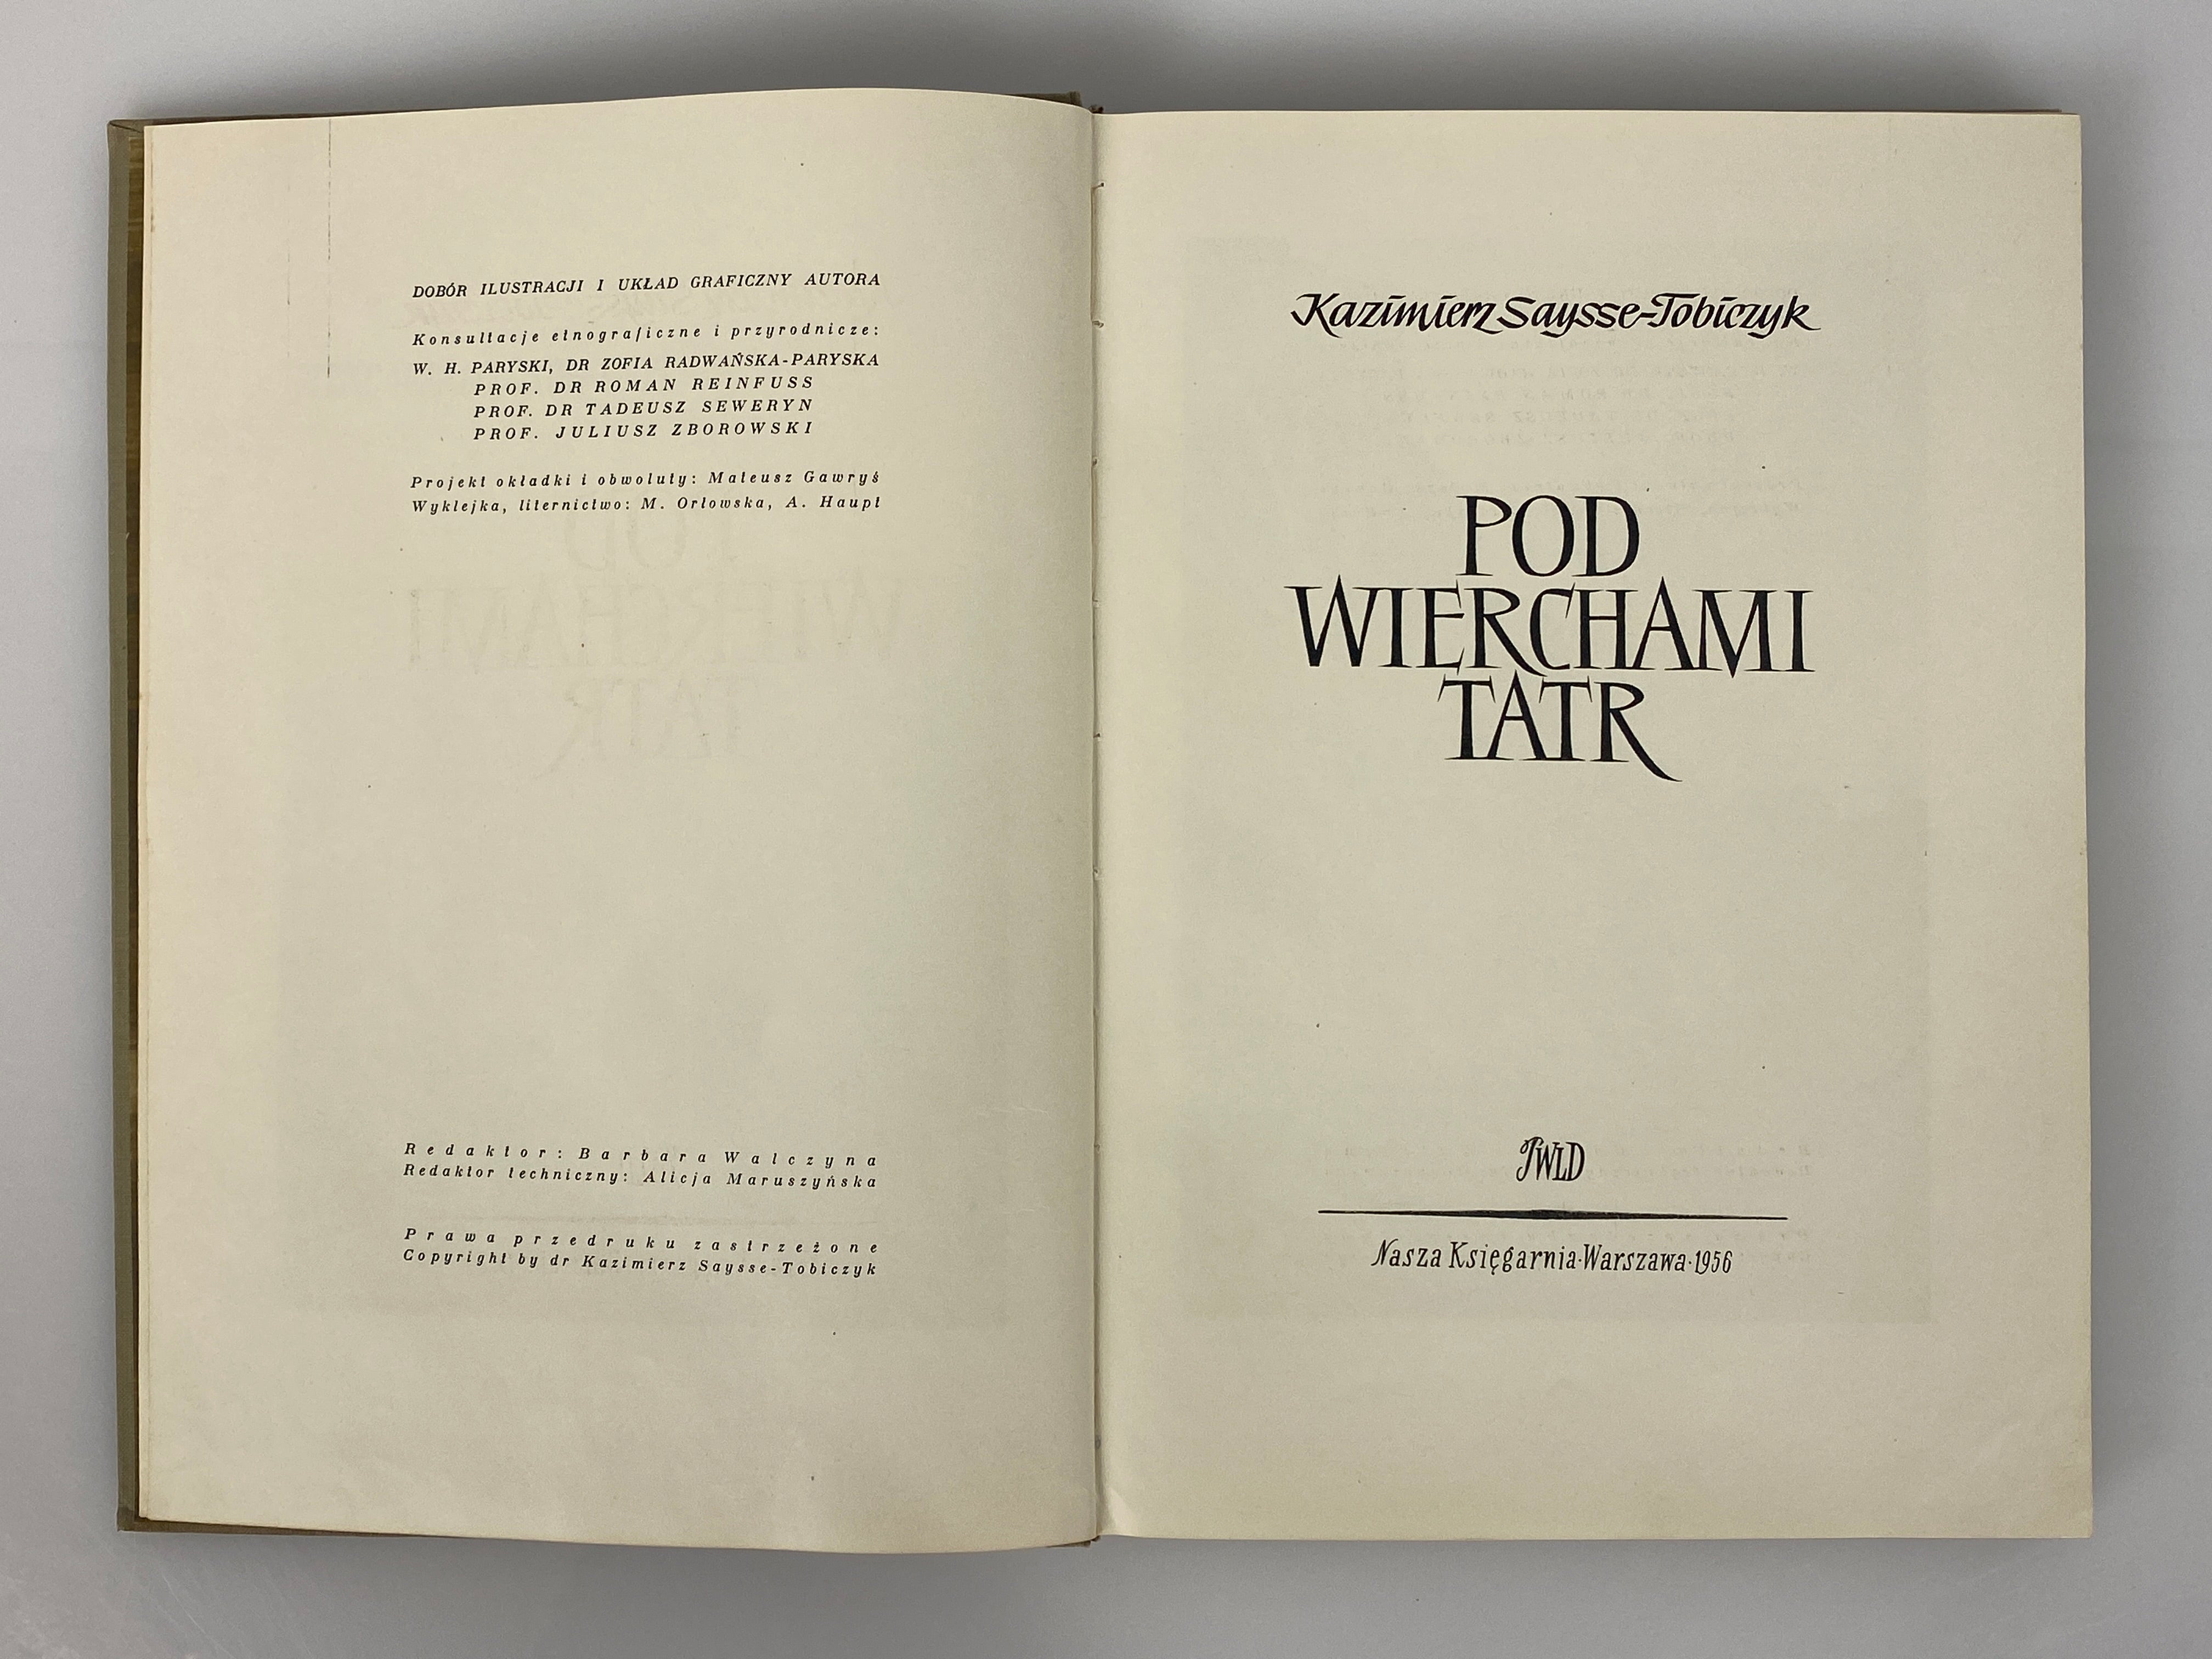 DOBÓR ILUSTRACJI I UKŁAD GRAFICZNY AUTORA
Konsultacje etnograficzne i przyrodnicze:
W. H. PARYSKI, DR ZOFIA RADWAŃSKA-PARYSKA
PROF. DR ROMAN REINFUSS
PROF. DR TADEUSZ SEWERYN
PROF. JULIUSZ ZBOROWSKI
Projekt okładki i obwoluty: Mateusz Gawryś
Wyklejka, liternictwo: M. Orłowska, A. Haupt
Redaktor: Barbara Walczyna
Redaktor techniczny: Alicja Maruszyńska
Prawa przedruku zastrzeżone
Copyright by dr Kazimierz Saysse-Tobiczyk
Kazimierz Saysse-Tobiczyk
POD
WIERCHAMI
TATR
PWLD
Nasza Księgarnia·Warszawa·1956